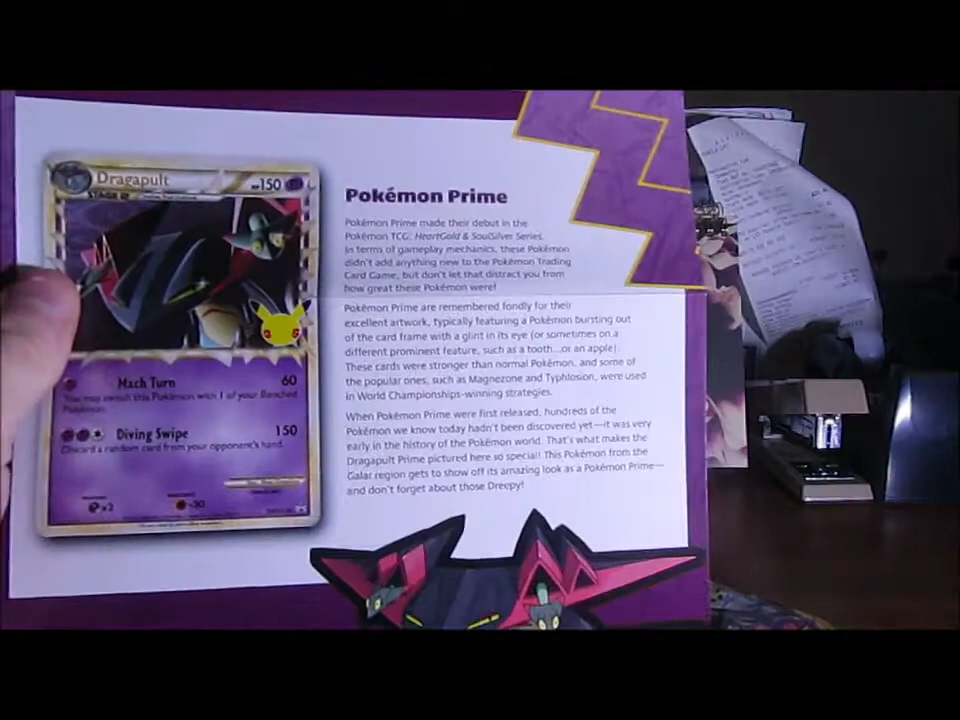 Dragapult
HP150
STAGE 2
Mach Turn 60
You may switch this Pokémon with 1 of your Benched
Pokémon.
Diving Swipe 150
Discard a random card from your opponent's hand.
x2
-30
Pokémon Prime
Pokémon Prime made their debut in the
Pokémon TCG: HeartGold & SoulSilver Series.
In terms of gameplay mechanics, these Pokémon
didn't add anything new to the Pokémon Trading
Card Game, but don't let that distract you from
how great these Pokémon were!
Pokémon Prime are remembered fondly for their
excellent artwork, typically featuring a Pokémon bursting out
of the card frame with a glint in its eye (or sometimes on a
different prominent feature, such as a tooth...or an apple).
These cards were stronger than normal Pokémon, and some of
the popular ones, such as Magnezone and Typhlosion, were used
in World Championships-winning strategies.
When Pokémon Prime were first released, hundreds of the
Pokémon we know today hadn't been discovered yet—it was very
early in the history of the Pokémon world. That's what makes the
Dragapult Prime pictured here so special! This Pokémon from the
Galar region gets to show off its amazing look as a Pokémon Prime—
and don't forget about those Dreepy!